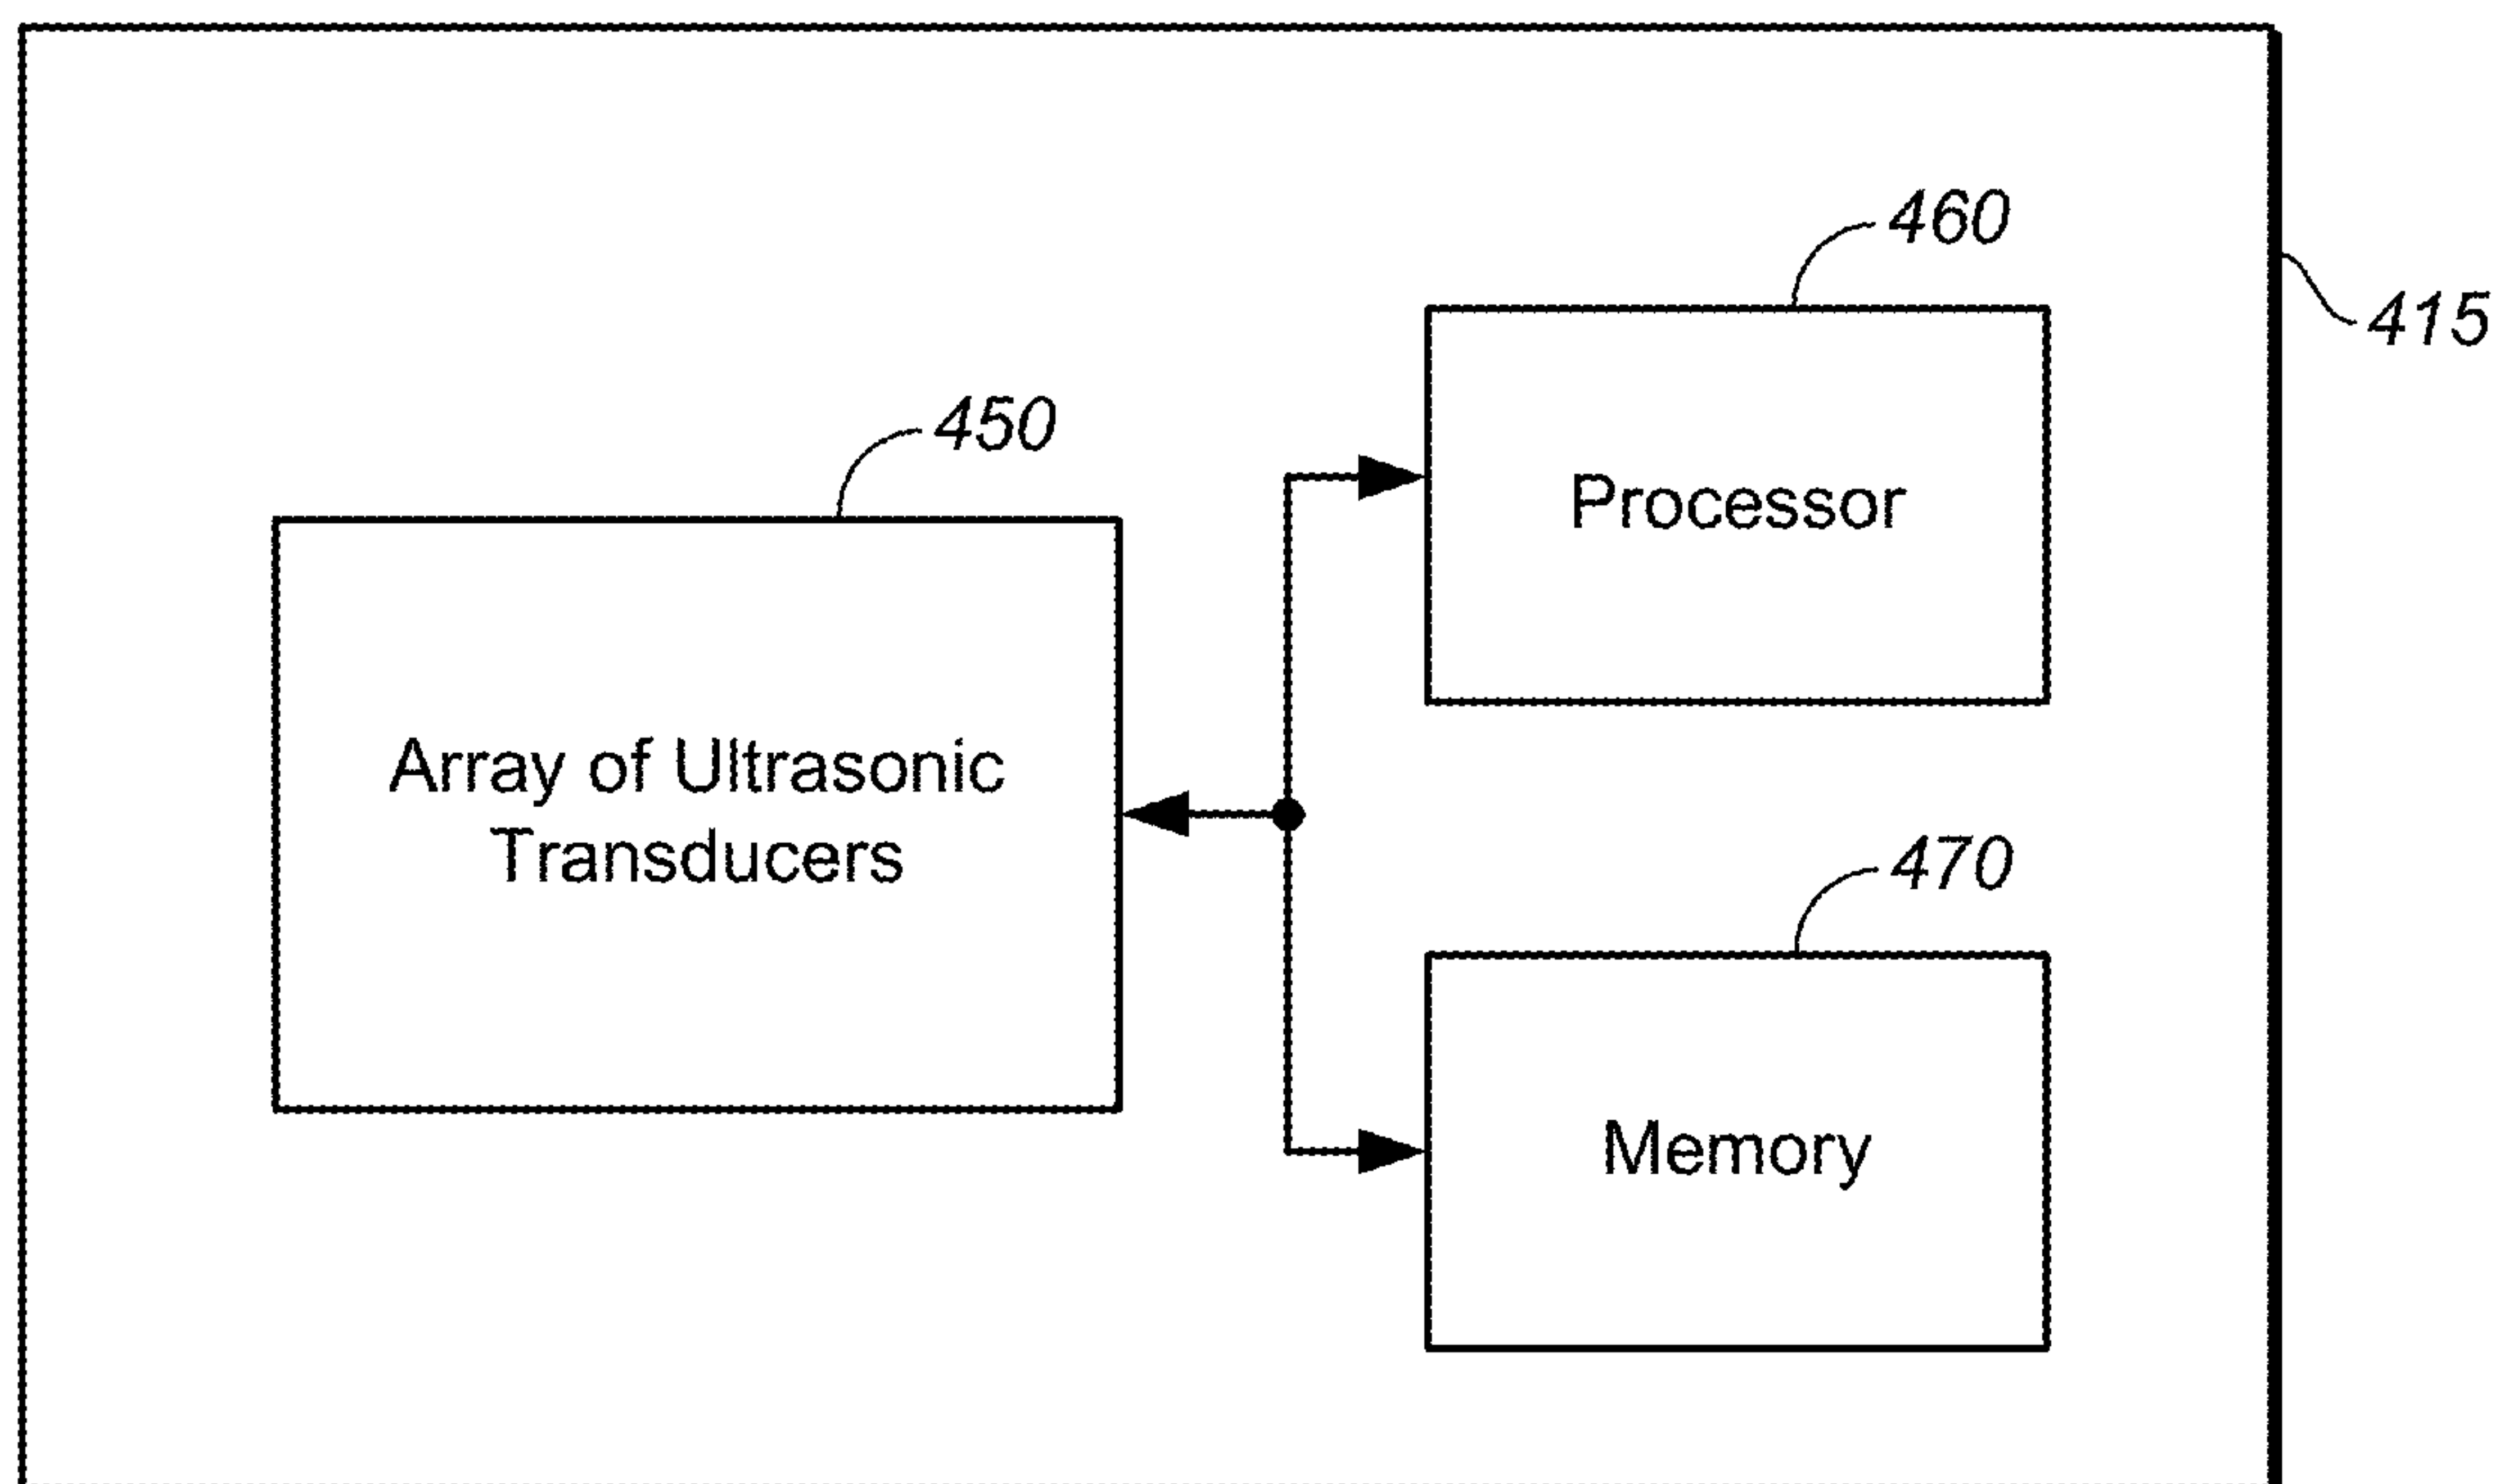 460
415
450
Processor
Array of Ultrasonic
Transducers
470
Memory